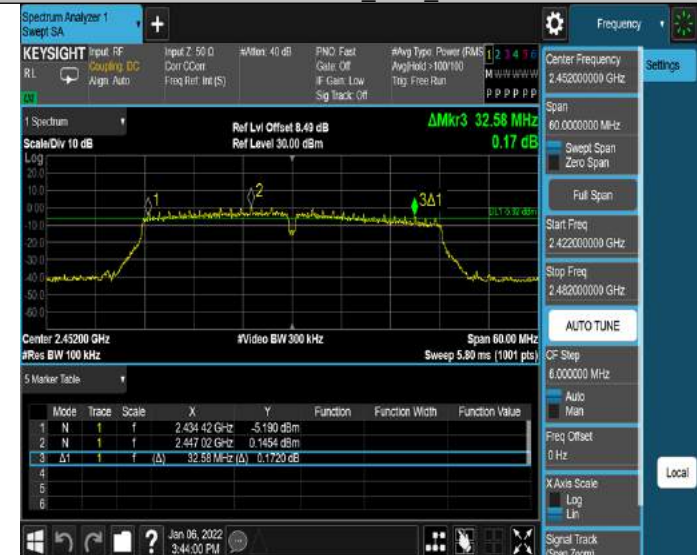 Spectrum Analyzer 1
Swept SA
+
Frequency
KEYSIGHT
RL
Input: RF
Coupling: DC
Align: Auto
Input Z: 50 Ω
Corr CCorr
Freq Ref: Int (S)
#Atten: 40 dB
PNO: Fast
Gate: Off
IF Gain: Low
Sig Track: Off
#Avg Type: Power (RMS
Avg|Hold >100/100
Trig: Free Run
1 2 3 4 5 6
M W W W W W
P P P P P P
Center Frequency
2.452000000 GHz
Settings
Span
60.0000000 MHz
Swept Span
Zero Span
Full Span
Start Freq
2.422000000 GHz
Stop Freq
2.482000000 GHz
AUTO TUNE
CF Step
6.000000 MHz
Auto
Man
Freq Offset
0 Hz
X Axis Scale
Log
Lin
Signal Track
(Span Zoom)
Local
1 Spectrum
Scale/Div 10 dB
Ref Lvl Offset 8.49 dB
Ref Level 30.00 dBm
ΔMkr3 32.58 MHz
0.17 dB
Log
20.0
10.0
0.00
-10.0
-20.0
-30.0
-40.0
-50.0
-60.0
1
2
3Δ1
Center 2.45200 GHz
#Video BW 300 kHz
Span 60.00 MHz
#Res BW 100 kHz
Sweep 5.80 ms (1001 pts)
5 Marker Table
Mode Trace Scale X Y Function Function Width Function Value
1 N 1 f 2.434 42 GHz -5.190 dBm
2 N 1 f 2.447 02 GHz 0.1454 dBm
3 Δ1 1 f (Δ) 32.58 MHz (Δ) 0.1720 dB
4
5
6
?
Jan 06, 2022
3:44:00 PM